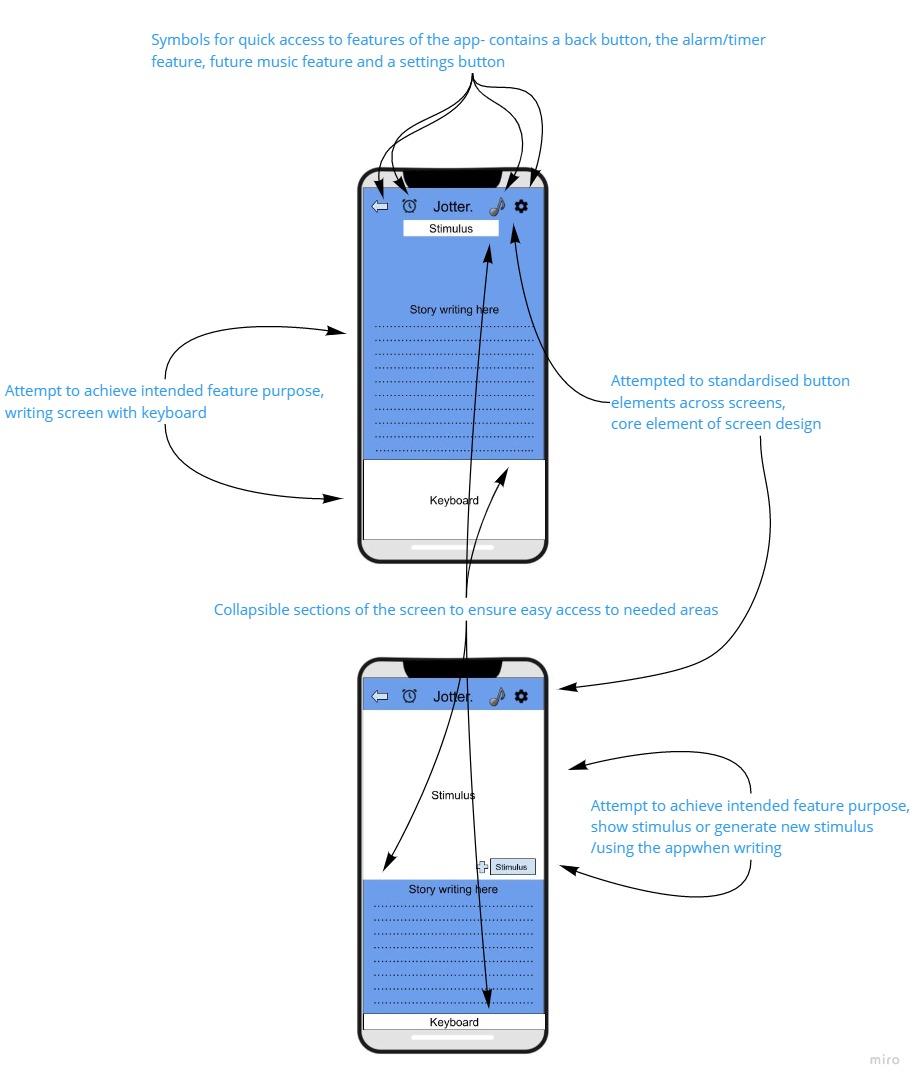 Symbols for quick access to features of the app- contains a back button, the alarm/timer
feature, future music feature and a settings button
Jotter.
Stimulus
Story writing here
Attempt to achieve intended feature purpose,
writing screen with keyboard
Attempted to standardised button
elements across screens,
core element of screen design
Keyboard
Collapsible sections of the screen to ensure easy access to needed areas
Jotter.
Stimulus
Attempt to achieve intended feature purpose,
show stimulus or generate new stimulus
/using the appwhen writing
Stimulus
Story writing here
Keyboard
miro